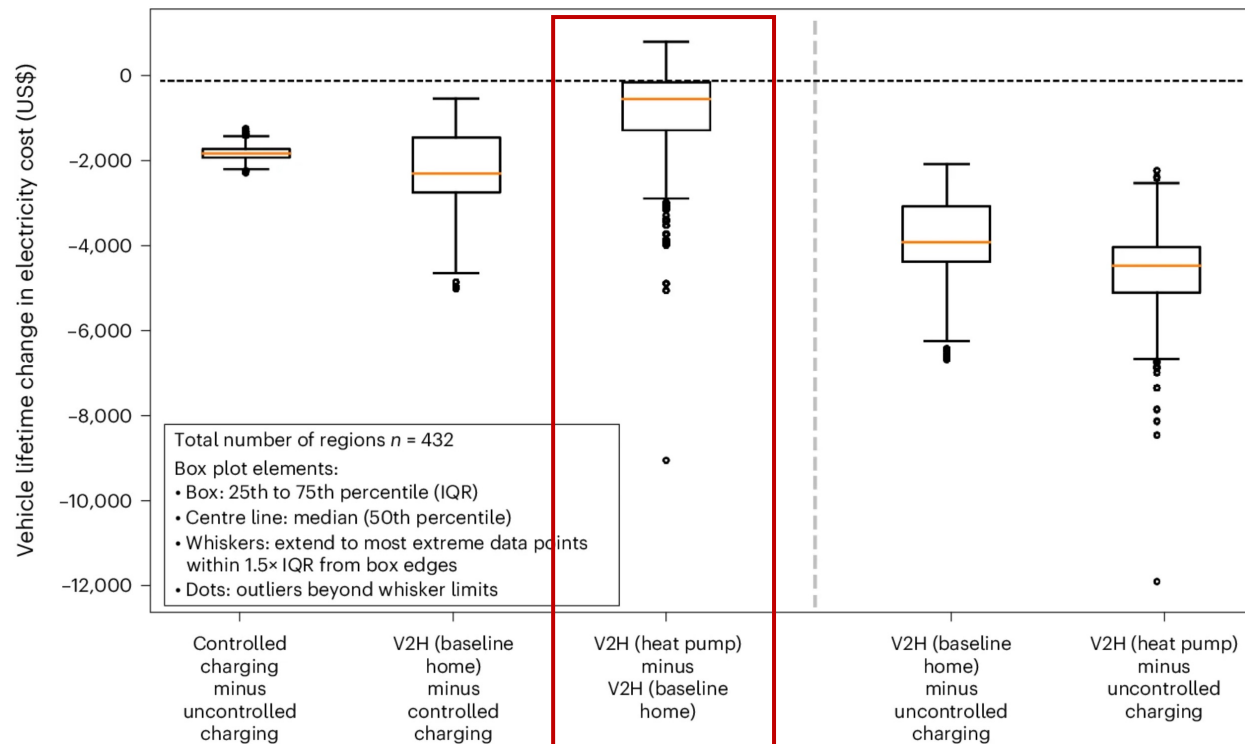 Vehicle lifetime change in electricity cost (US$)
0
–2,000
–4,000
–6,000
–8,000
–10,000
–12,000
Total number of regions n = 432
Box plot elements:
• Box: 25th to 75th percentile (IQR)
• Centre line: median (50th percentile)
• Whiskers: extend to most extreme data points
within 1.5× IQR from box edges
• Dots: outliers beyond whisker limits
Controlled
charging
minus
uncontrolled
charging
V2H (baseline
home)
minus
controlled
charging
V2H (heat pump)
minus
V2H (baseline
home)
V2H (baseline
home)
minus
uncontrolled
charging
V2H (heat pump)
minus
uncontrolled
charging